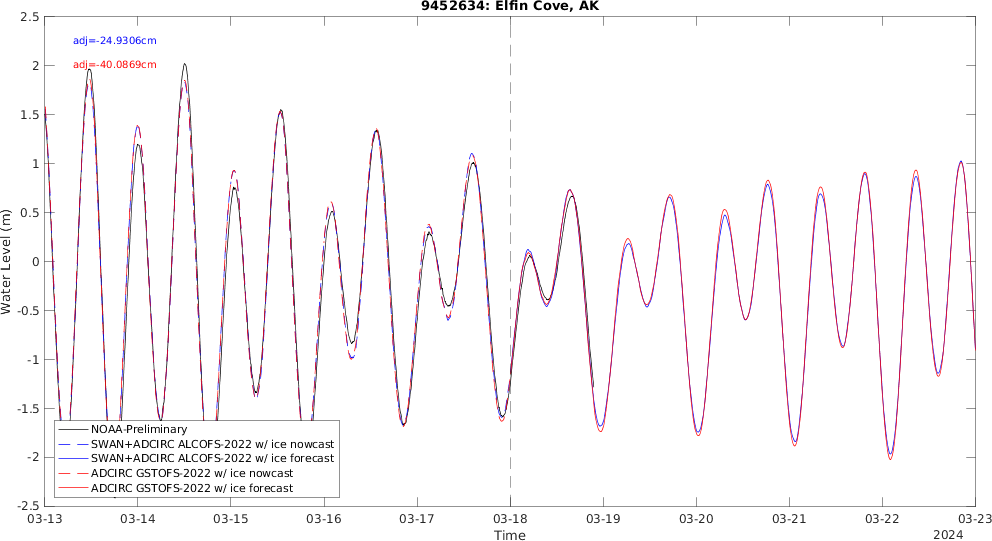 9452634: Elfin Cove, AK
2.5
adj=-24.9306cm
2
adj=-40.0869cm
1.5
1
0.5
0
-0.5
-1
-1.5
-2
-2.5
Water Level (m)
NOAA-Preliminary
SWAN+ADCIRC ALCOFS-2022 w/ ice nowcast
SWAN+ADCIRC ALCOFS-2022 w/ ice forecast
ADCIRC GSTOFS-2022 w/ ice nowcast
ADCIRC GSTOFS-2022 w/ ice forecast
03-13 03-14 03-15 03-16 03-17 03-18 03-19 03-20 03-21 03-22 03-23
Time
2024